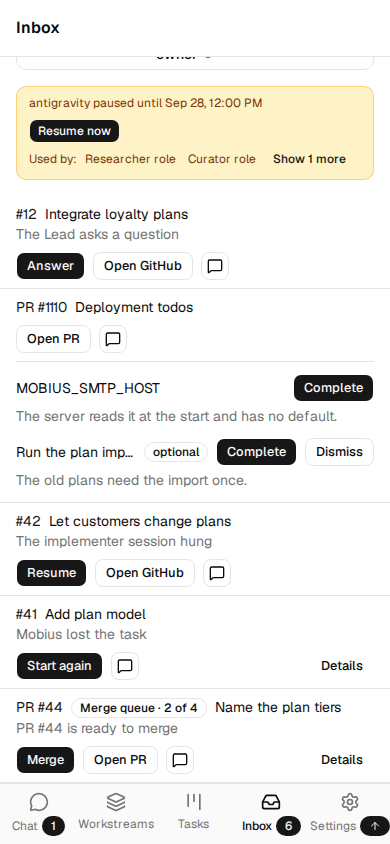 Inbox
antigravity paused until Sep 28, 12:00 PM
Resume now
Used by: Researcher role Curator role Show 1 more
#12 Integrate loyalty plans
The Lead asks a question
Answer Open GitHub
PR #1110 Deployment todos
Open PR
MOBIUS_SMTP_HOST Complete
The server reads it at the start and has no default.
Run the plan imp… optional Complete Dismiss
The old plans need the import once.
#42 Let customers change plans
The implementer session hung
Resume Open GitHub
#41 Add plan model
Mobius lost the task
Start again Details
PR #44 Merge queue · 2 of 4 Name the plan tiers
PR #44 is ready to merge
Merge Open PR Details
Chat 1 Workstreams Tasks Inbox 6 Settings ↑